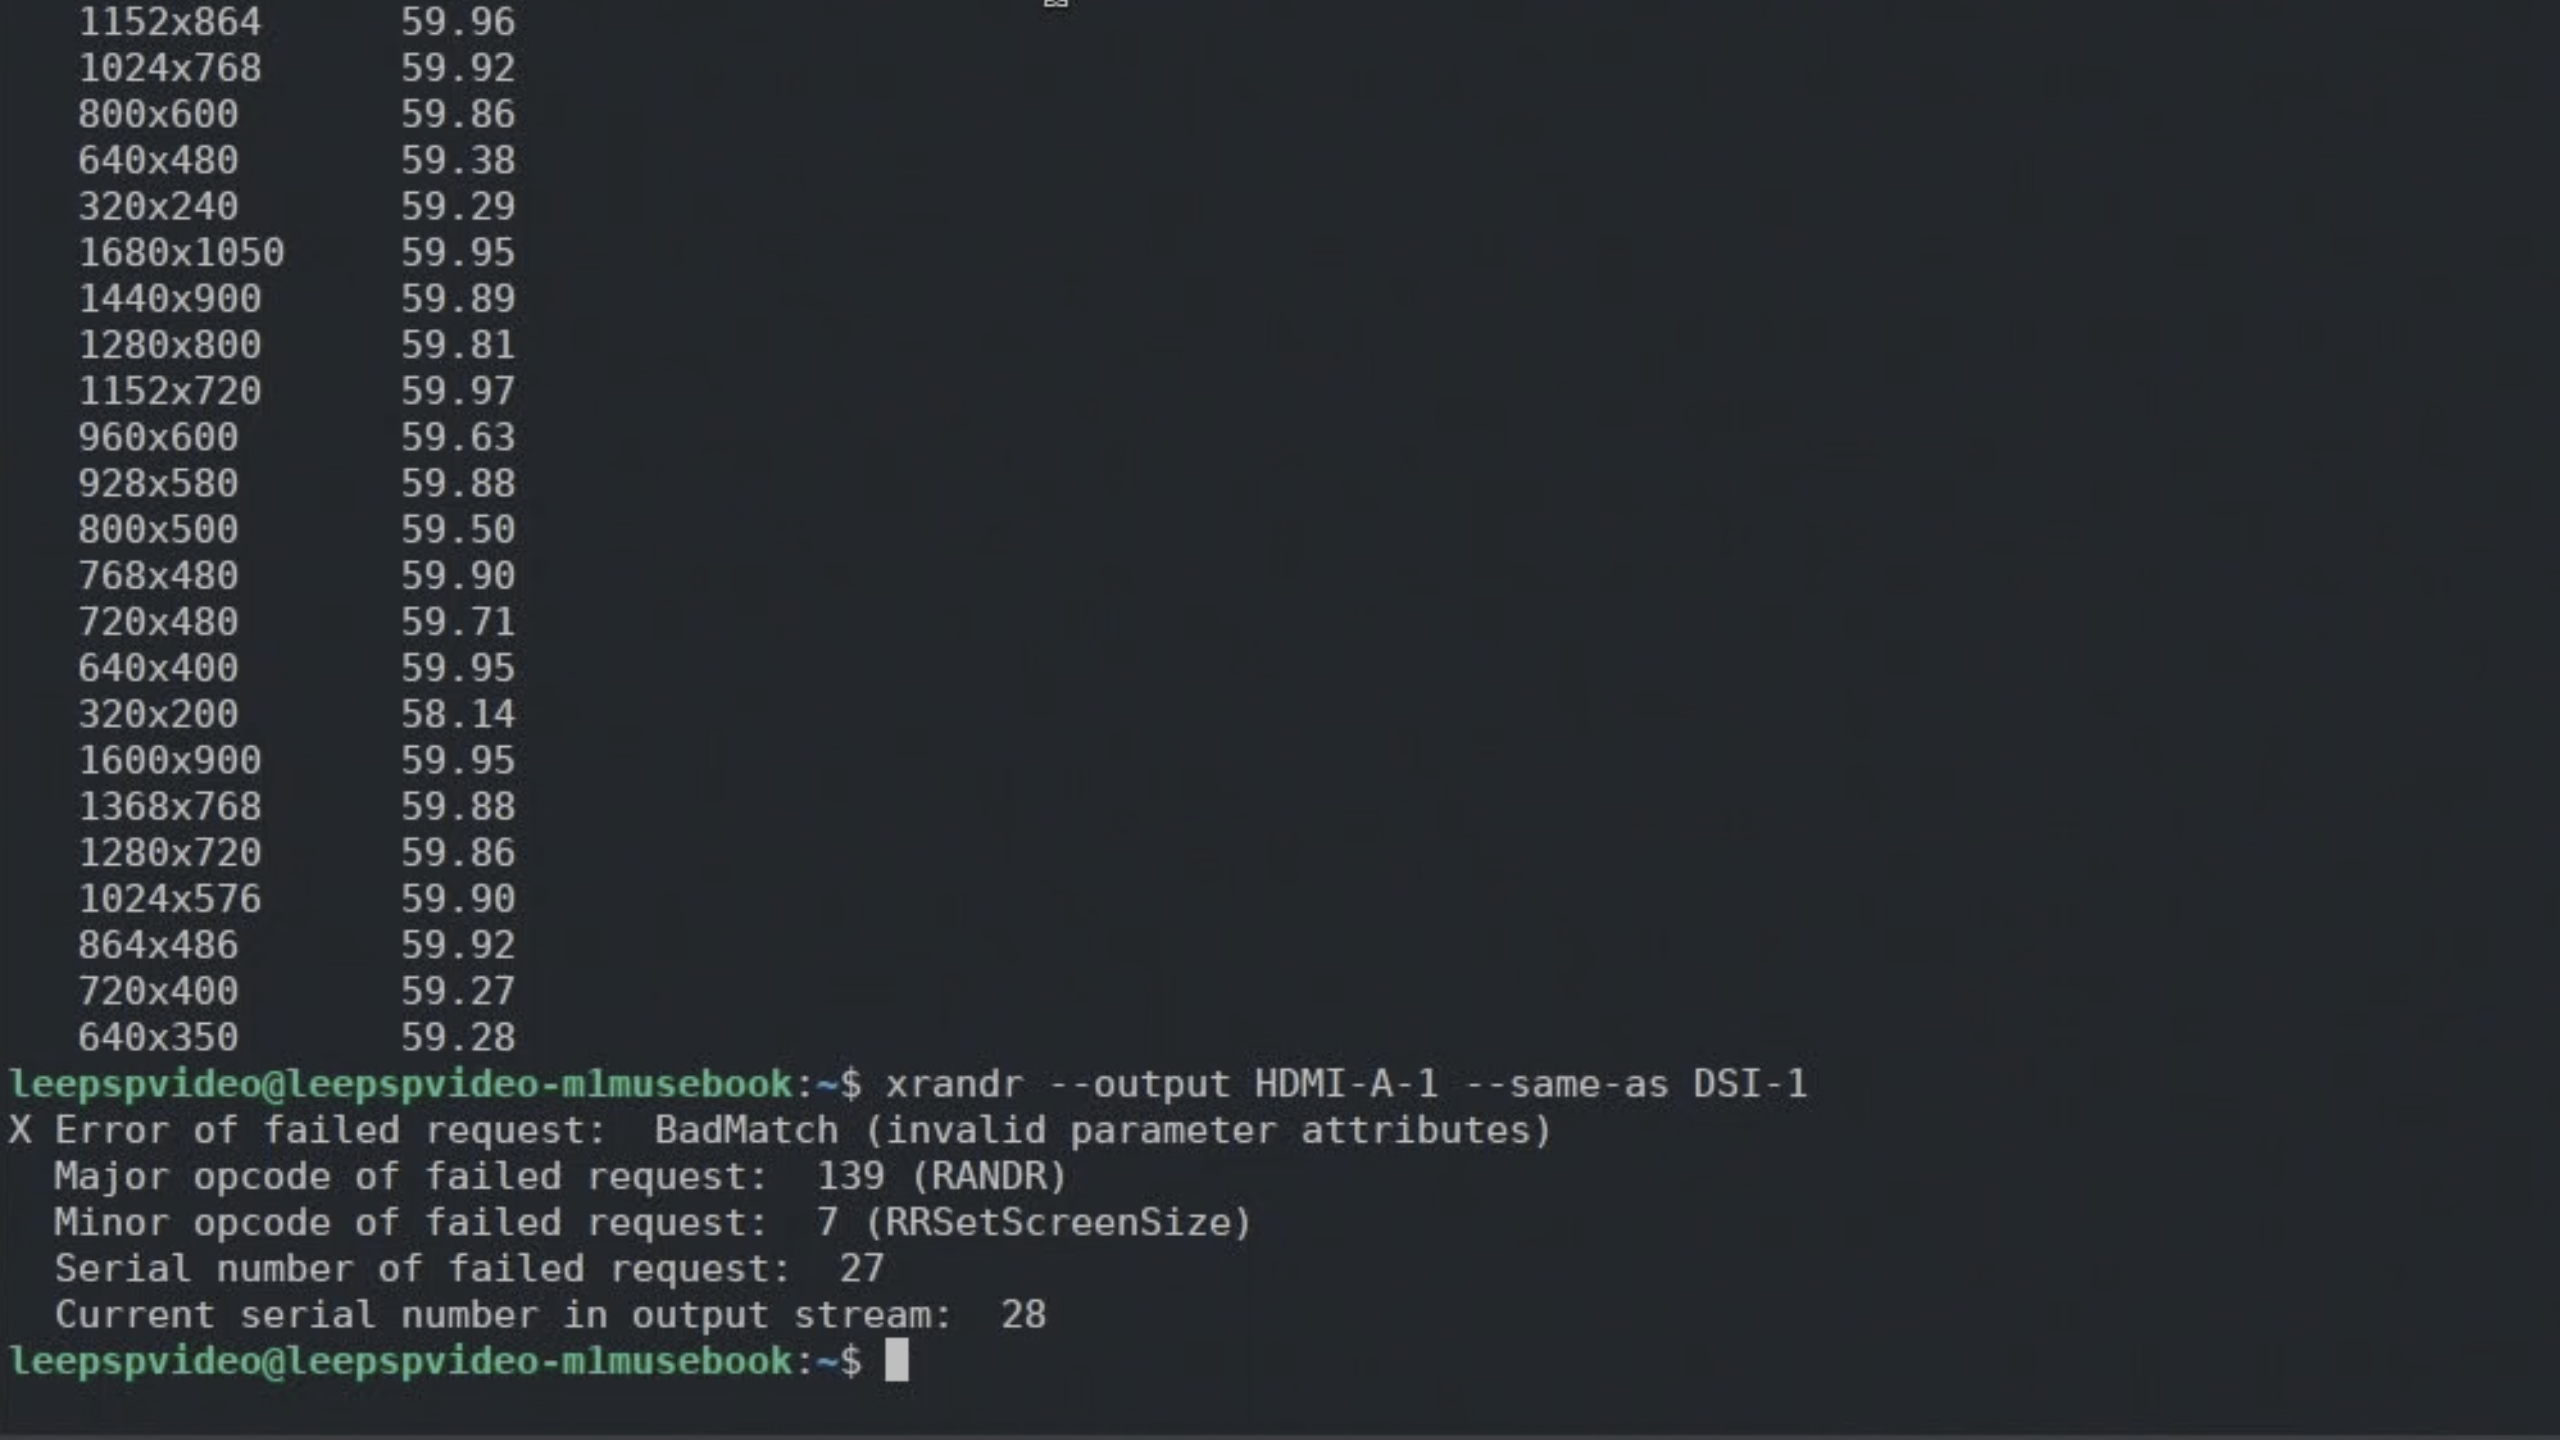 1152x864 59.96
1024x768 59.92
800x600 59.86
640x480 59.38
320x240 59.29
1680x1050 59.95
1440x900 59.89
1280x800 59.81
1152x720 59.97
960x600 59.63
928x580 59.88
800x500 59.50
768x480 59.90
720x480 59.71
640x400 59.95
320x200 58.14
1600x900 59.95
1368x768 59.88
1280x720 59.86
1024x576 59.90
864x486 59.92
720x400 59.27
640x350 59.28
leepspvideo@leepspvideo-m1musebook:~$ xrandr --output HDMI-A-1 --same-as DSI-1
X Error of failed request:  BadMatch (invalid parameter attributes)
Major opcode of failed request:  139 (RANDR)
Minor opcode of failed request:  7 (RRSetScreenSize)
Serial number of failed request:  27
Current serial number in output stream:  28
leepspvideo@leepspvideo-m1musebook:~$